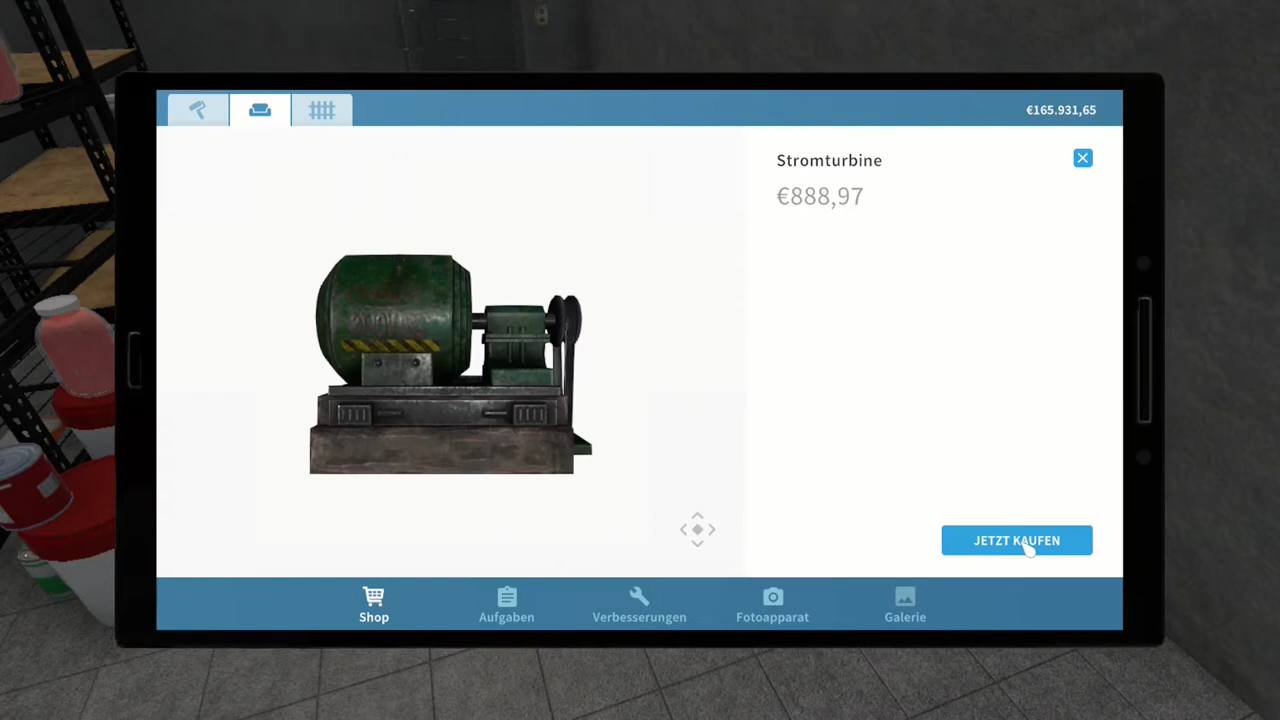 €165.931,65
Stromturbine
€888,97
JETZT KAUFEN
Shop
Aufgaben
Verbesserungen
Fotoapparat
Galerie